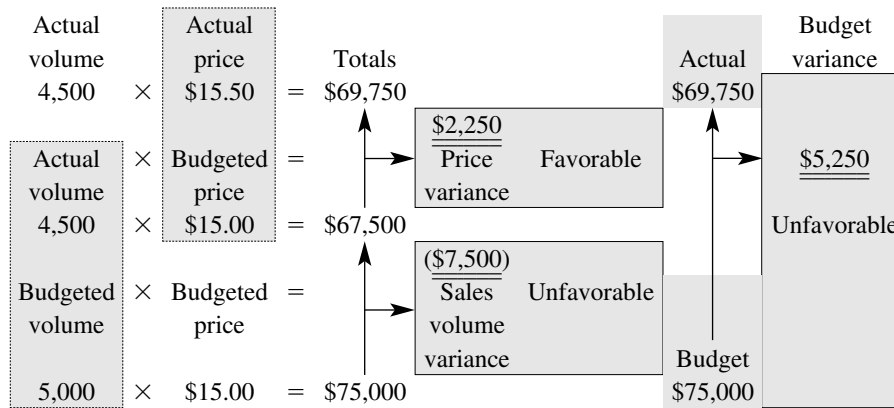 Actual Actual Budget
volume price Totals Actual variance
4,500 × $15.50 = $69,750 $69,750
$2,250
Actual × Budgeted = Price Favorable $5,250
volume price variance
4,500 × $15.00 = $67,500 Unfavorable
($7,500)
Budgeted × Budgeted = Sales Unfavorable
volume price volume
variance Budget
5,000 × $15.00 = $75,000 $75,000